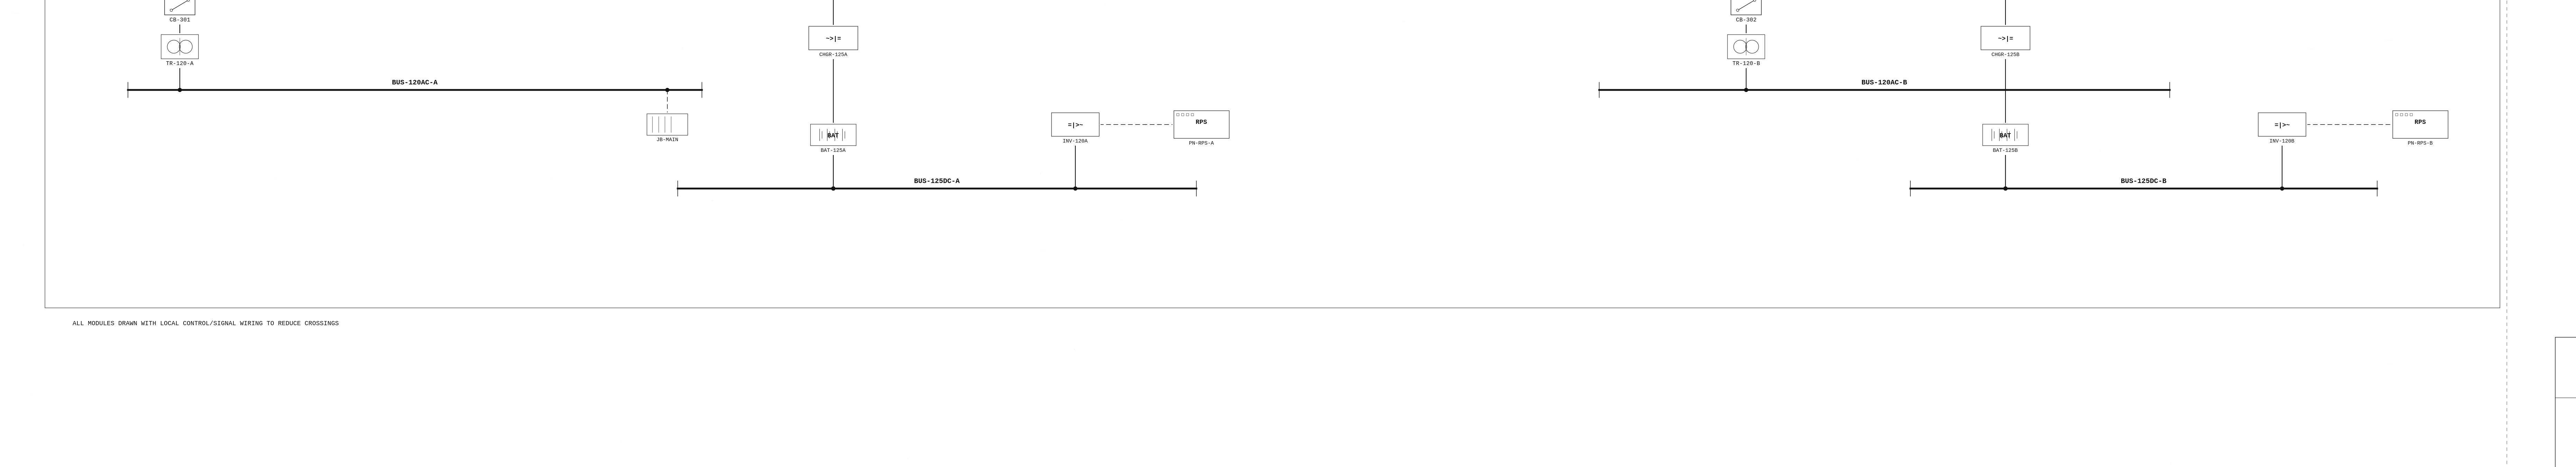 CB-301
CB-302
~>|=
~>|=
CHGR-125A
CHGR-125B
TR-120-A
TR-120-B
BUS-120AC-A
BUS-120AC-B
RPS
RPS
=|>~
=|>~
BAT
BAT
JB-MAIN
INV-120A
PN-RPS-A
INV-120B
PN-RPS-B
BAT-125A
BAT-125B
BUS-125DC-A
BUS-125DC-B
ALL MODULES DRAWN WITH LOCAL CONTROL/SIGNAL WIRING TO REDUCE CROSSINGS